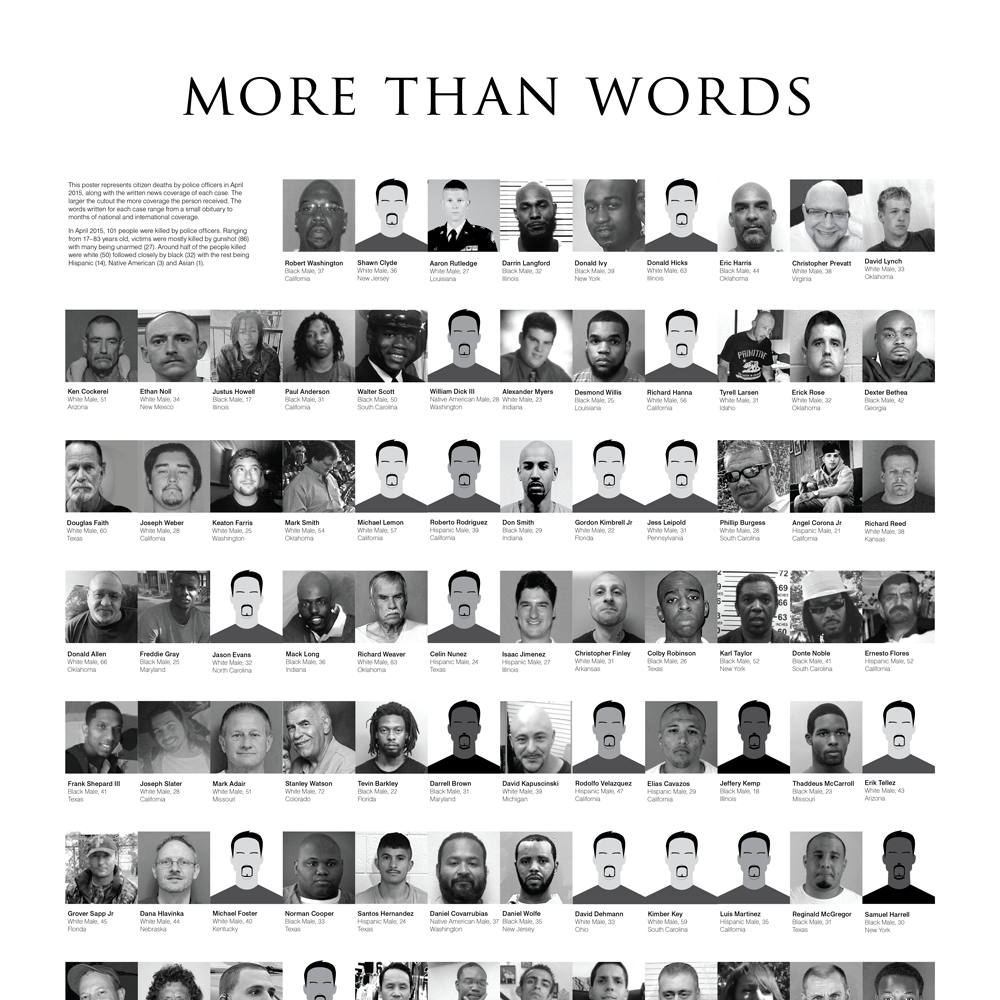 MORE THAN WORDS
This poster represents citizen deaths by police officers in April
2015, along with the written news coverage of each case. The
larger the cutout the more coverage the person received. The
words written for each case range from a small obituary to
months of national and international coverage.
In April 2015, 101 people were killed by police officers. Ranging
from 17–83 years old, victims were mostly killed by gunshot (86)
with many being unarmed (27). Around half of the people killed
were white (50) followed closely by black (32) with the rest being
Hispanic (14), Native American (3) and Asian (1).
Robert Washington
Black Male, 37
California
Shawn Clyde
White Male, 36
New Jersey
Aaron Rutledge
White Male, 27
Louisiana
Darrin Langford
Black Male, 32
Illinois
Donald Ivy
Black Male, 39
New York
Donald Hicks
White Male, 63
Illinois
Eric Harris
Black Male, 44
Oklahoma
Christopher Prevatt
White Male, 38
Virginia
David Lynch
White Male, 33
Oklahoma
Ken Cockerel
White Male, 51
Arizona
Ethan Noll
White Male, 34
New Mexico
Justus Howell
Black Male, 17
Illinois
Paul Anderson
Black Male, 31
California
Walter Scott
Black Male, 50
South Carolina
William Dick III
Native American Male, 28
Washington
Alexander Myers
White Male, 23
Indiana
Desmond Willis
Black Male, 25
Louisiana
Richard Hanna
White Male, 56
California
PRIMITIVE
Tyrell Larsen
White Male, 31
Idaho
Erick Rose
White Male, 32
Oklahoma
Dexter Bethea
Black Male, 42
Georgia
Douglas Faith
White Male, 60
Texas
Joseph Weber
White Male, 28
California
Keaton Farris
White Male, 25
Washington
Mark Smith
White Male, 54
Oklahoma
Michael Lemon
White Male, 57
California
Roberto Rodriguez
Hispanic Male, 39
California
Don Smith
Black Male, 29
Indiana
Gordon Kimbrell Jr
White Male, 22
Florida
Jess Leipold
White Male, 31
Pennsylvania
Phillip Burgess
White Male, 28
South Carolina
Angel Corona Jr
Hispanic Male, 21
California
Richard Reed
White Male, 38
Kansas
Donald Allen
White Male, 66
Oklahoma
Freddie Gray
Black Male, 25
Maryland
Jason Evans
White Male, 32
North Carolina
Mack Long
Black Male, 36
Indiana
Richard Weaver
White Male, 83
Oklahoma
Celin Nunez
Hispanic Male, 24
Texas
Isaac Jimenez
Hispanic Male, 27
Illinois
Christopher Finley
White Male, 31
Arkansas
Colby Robinson
Black Male, 26
Texas
72
69
66
63
60
Karl Taylor
Black Male, 52
New York
Donte Noble
Black Male, 41
South Carolina
Ernesto Flores
Hispanic Male, 52
California
Frank Shepard III
Black Male, 41
Texas
Joseph Slater
White Male, 28
California
Mark Adair
White Male, 51
Missouri
Stanley Watson
White Male, 72
Colorado
Tevin Barkley
Black Male, 22
Florida
Darrell Brown
Black Male, 31
Maryland
David Kapuscinski
White Male, 39
Michigan
Rodolfo Velazquez
Hispanic Male, 47
California
Elias Cavazos
Hispanic Male, 29
California
Jeffery Kemp
Black Male, 18
Illinois
Thaddeus McCarroll
Black Male, 23
Missouri
Erik Tellez
White Male, 43
Arizona
Grover Sapp Jr
White Male, 45
Florida
Dana Hlavinka
White Male, 44
Nebraska
Michael Foster
White Male, 40
Kentucky
Norman Cooper
Black Male, 33
Texas
Santos Hernandez
Hispanic Male, 24
Texas
Daniel Covarrubias
Native American Male, 37
Washington
Daniel Wolfe
Black Male, 35
New Jersey
David Dehmann
White Male, 33
Ohio
Kimber Key
White Male, 59
South Carolina
Luis Martinez
Hispanic Male, 35
California
Reginald McGregor
Black Male, 31
Texas
Samuel Harrell
Black Male, 30
New York